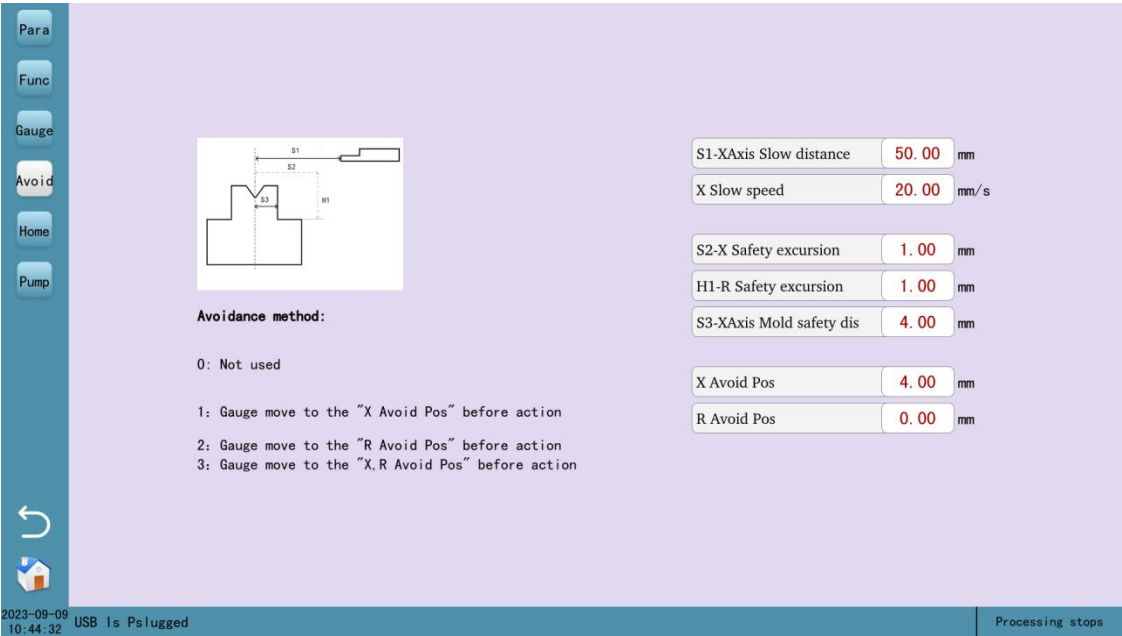 Para
Func
Gauge
Avoid
Home
Pump
S1
S2
S3
H1
Avoidance method:
0: Not used
1: Gauge move to the "X Avoid Pos" before action
2: Gauge move to the "R Avoid Pos" before action
3: Gauge move to the "X,R Avoid Pos" before action
S1-XAxis Slow distance 50.00 mm
X Slow speed 20.00 mm/s
S2-X Safety excursion 1.00 mm
H1-R Safety excursion 1.00 mm
S3-XAxis Mold safety dis 4.00 mm
X Avoid Pos 4.00 mm
R Avoid Pos 0.00 mm
2023-09-09
10:44:32
USB Is Pslugged
Processing stops